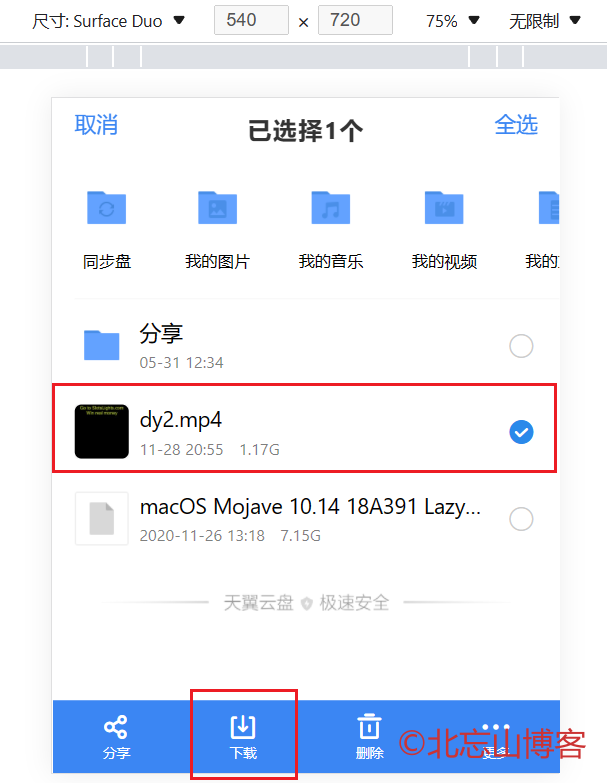 尺寸: Surface Duo ▼ 540 × 720 75% ▼ 无限制 ▼
取消 已选择1个 全选
同步盘 我的图片 我的音乐 我的视频
分享
05-31 12:34
Go to SlotsLights.com
Win real money
dy2.mp4
11-28 20:55 1.17G
macOS Mojave 10.14 18A391 Lazy...
2020-11-26 13:18 7.15G
天翼云盘 极速安全
分享 下载 删除 更多
©北忘山博客